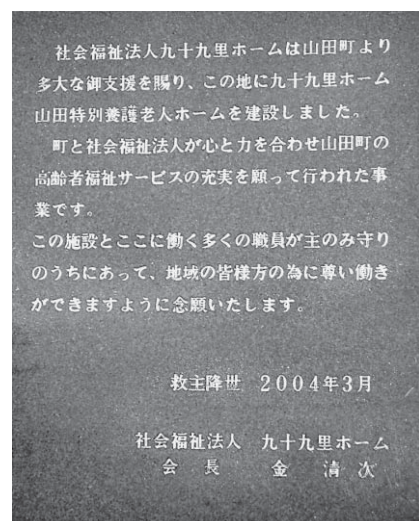 社会福祉法人九十九里ホームは山田町より
多大な御支援を賜り、この地に九十九里ホーム
山田特別養護老人ホームを建設しました。
町と社会福祉法人が心と力を合わせ山田町の
高齢者福祉サービスの充実を願って行われた事
業です。
この施設とここに働く多くの職員が主のみ守り
のうちにあって、地域の皆様方の為に尊い働き
ができますように念願いたします。
救主降世 2004年3月
社会福祉法人 九十九里ホーム
会長 金清次